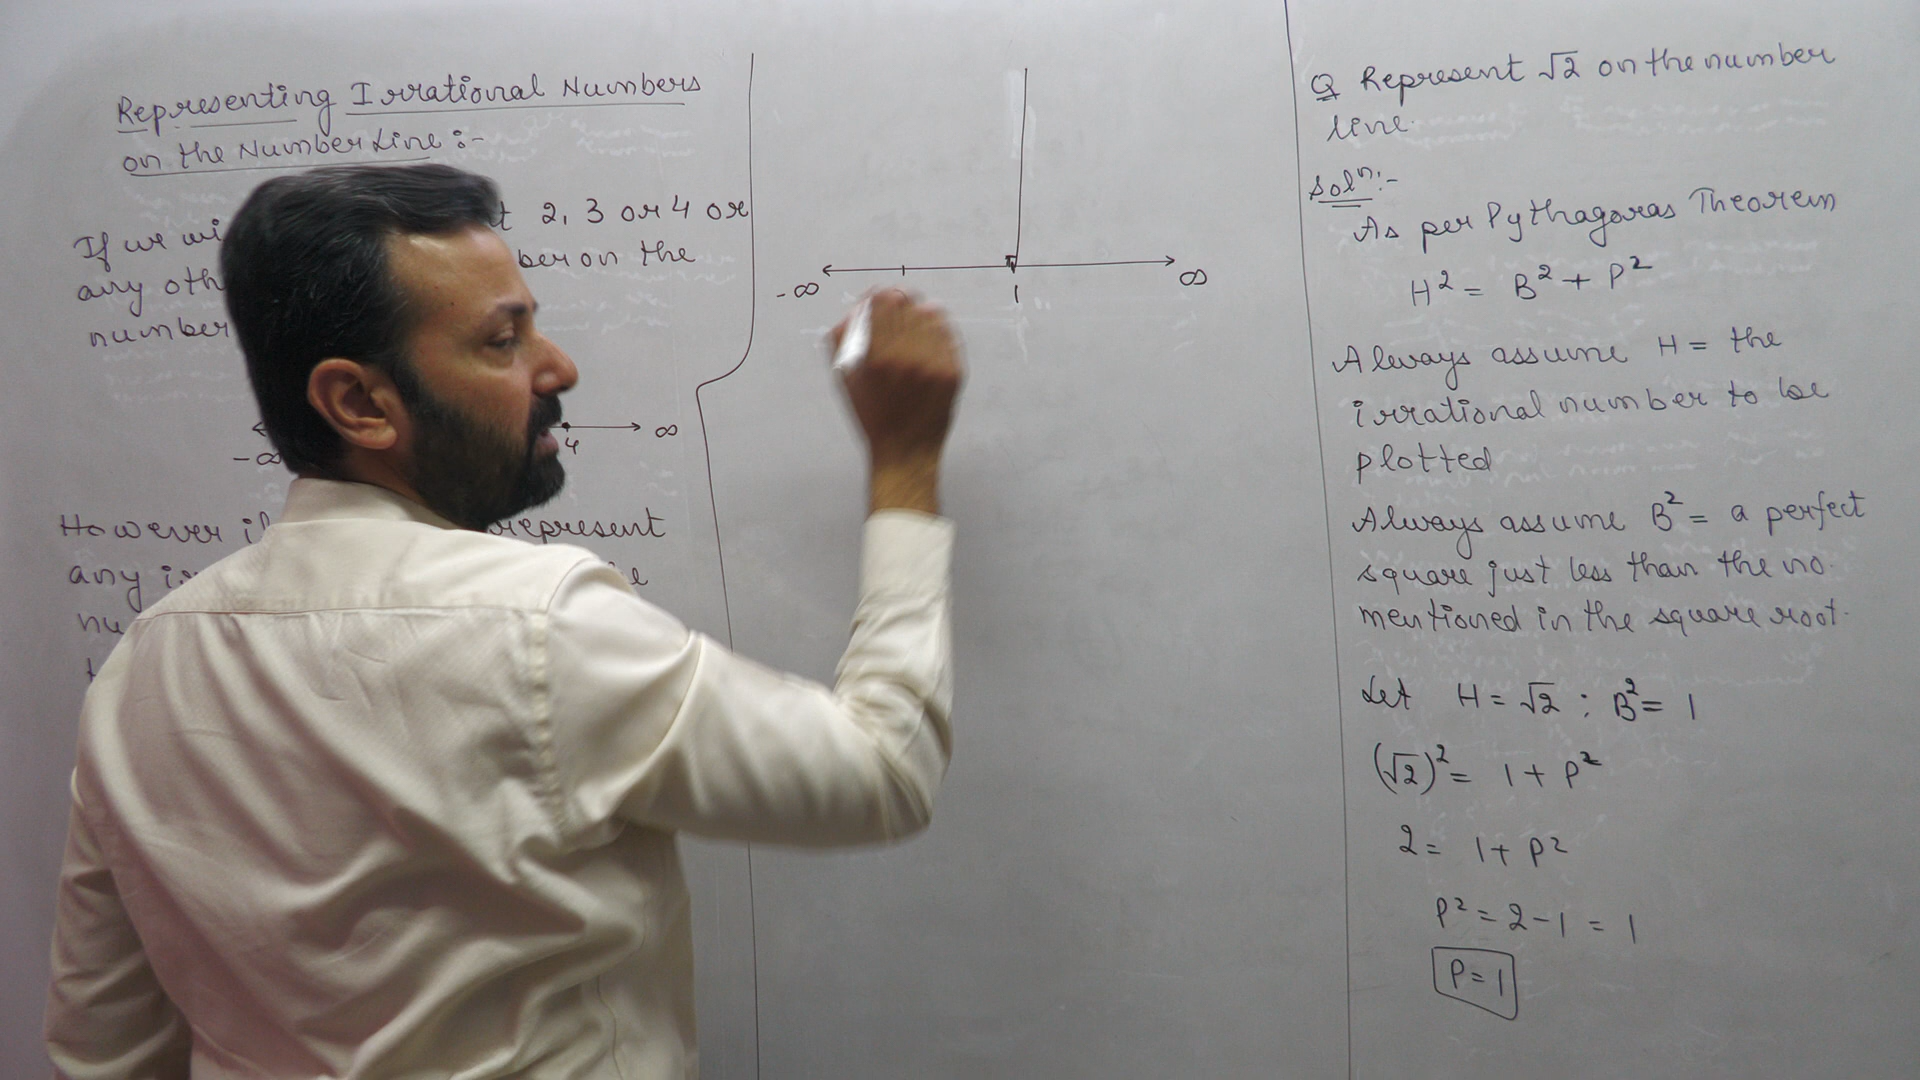 Representing Irrational Numbers
on the Number Line :-
If we 2, 3 or 4 or
any on the
number
-∞ 4 ∞
However represent
any
-∞ 1 ∞
Q Represent √2 on the number
line.
Solⁿ:-
As per Pythagoras Theorem
H² = B² + P²
Always assume H = the
irrational number to be
plotted
Always assume B² = a perfect
square just less than the no.
mentioned in the square root.
Let H = √2 ; B² = 1
(√2)² = 1 + P²
2 = 1 + P²
P² = 2 - 1 = 1
P = 1